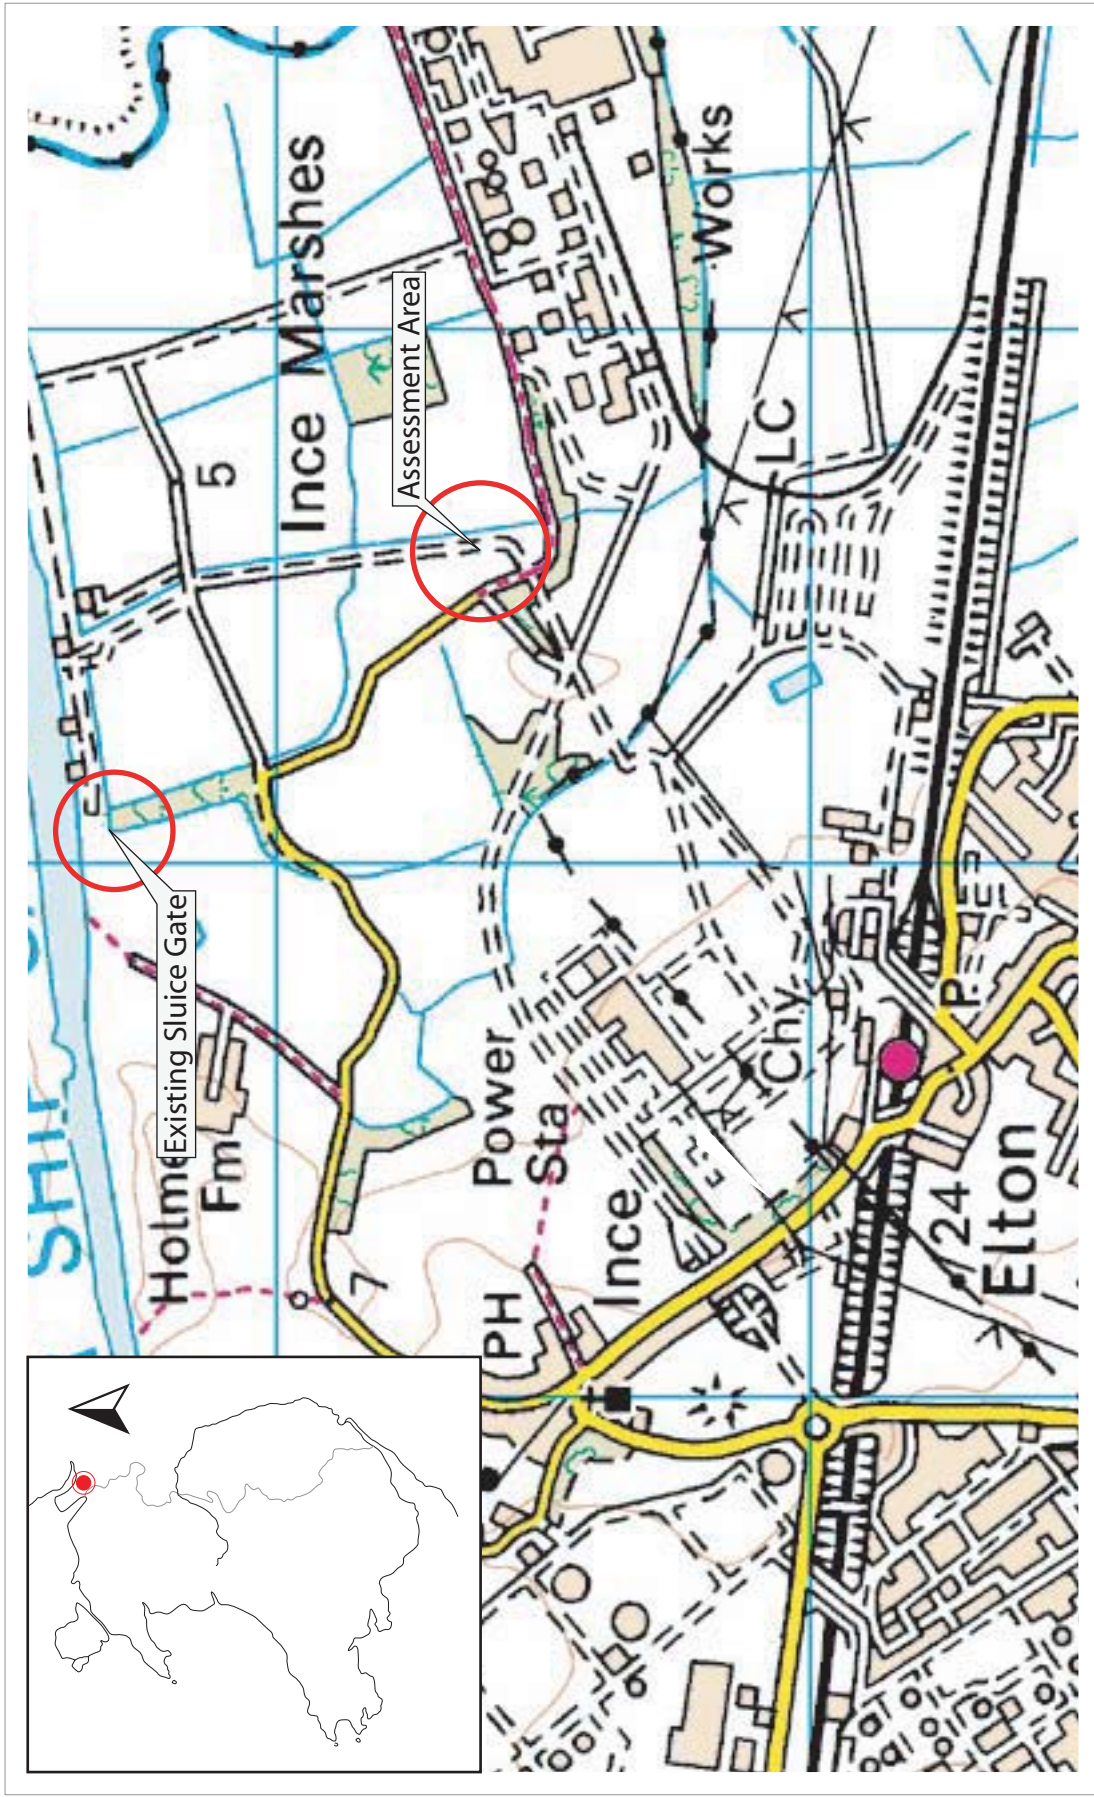 SHIP
Existing Sluice Gate
Holme
Fm
5
7
Ince Marshes
Assessment Area
Works
LC
Power
Sta
PH
Ince
Chy
P
24
Elton